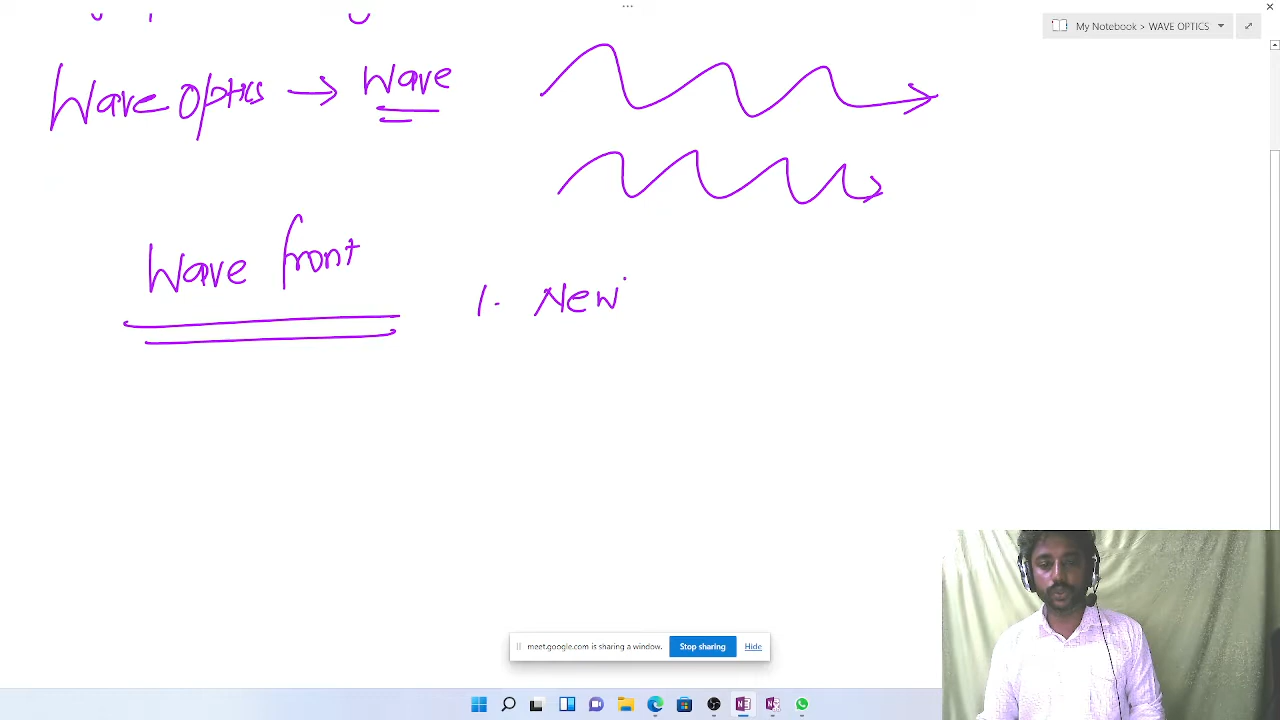 My Notebook > WAVE OPTICS
Wave Optics → Wave
Wave front
1. New
meet.google.com is sharing a window. Stop sharing Hide